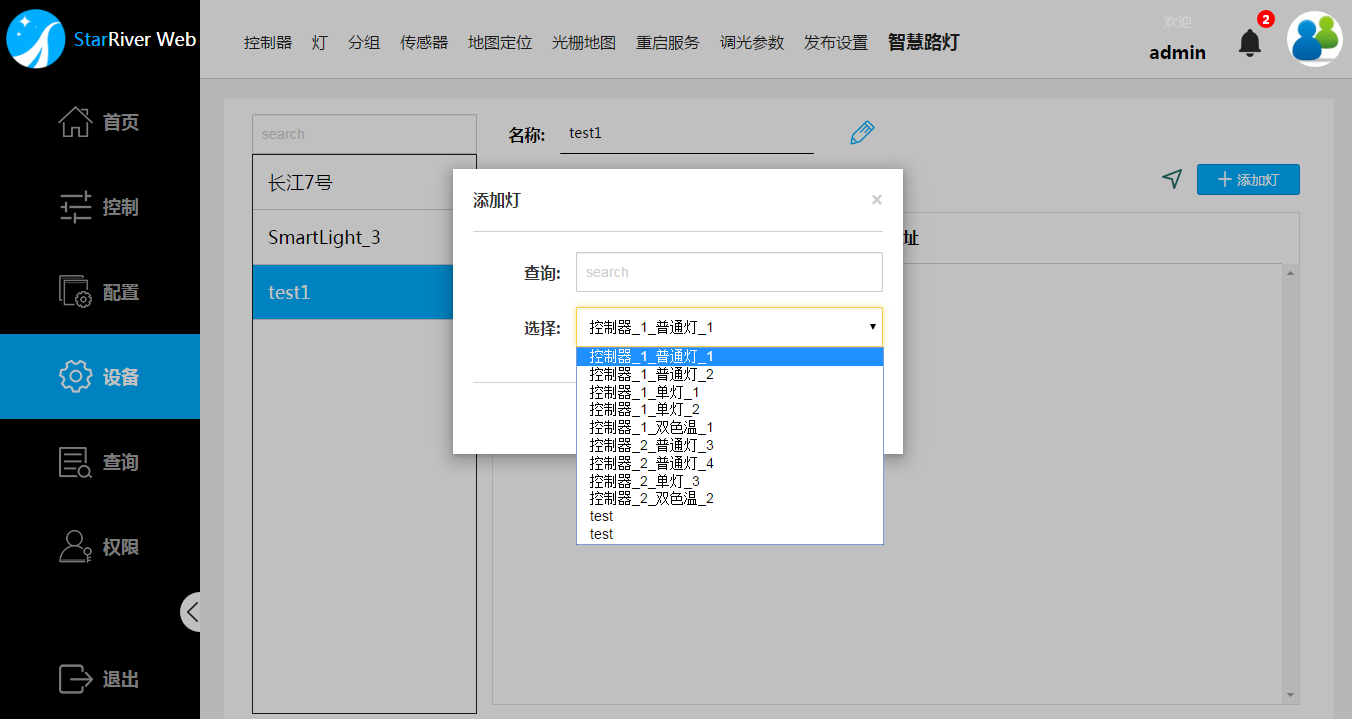 StarRiver Web
控制器 灯 分组 传感器 地图定位 光栅地图 重启服务 调光参数 发布设置 智慧路灯
欢迎
admin
2
首页
控制
配置
设备
查询
权限
退出
search
长江7号
SmartLight_3
test1
名称: test1
添加灯
址
添加灯 ×
查询: search
选择: 控制器_1_普通灯_1
控制器_1_普通灯_1
控制器_1_普通灯_2
控制器_1_单灯_1
控制器_1_单灯_2
控制器_1_双色温_1
控制器_2_普通灯_3
控制器_2_普通灯_4
控制器_2_单灯_3
控制器_2_双色温_2
test
test